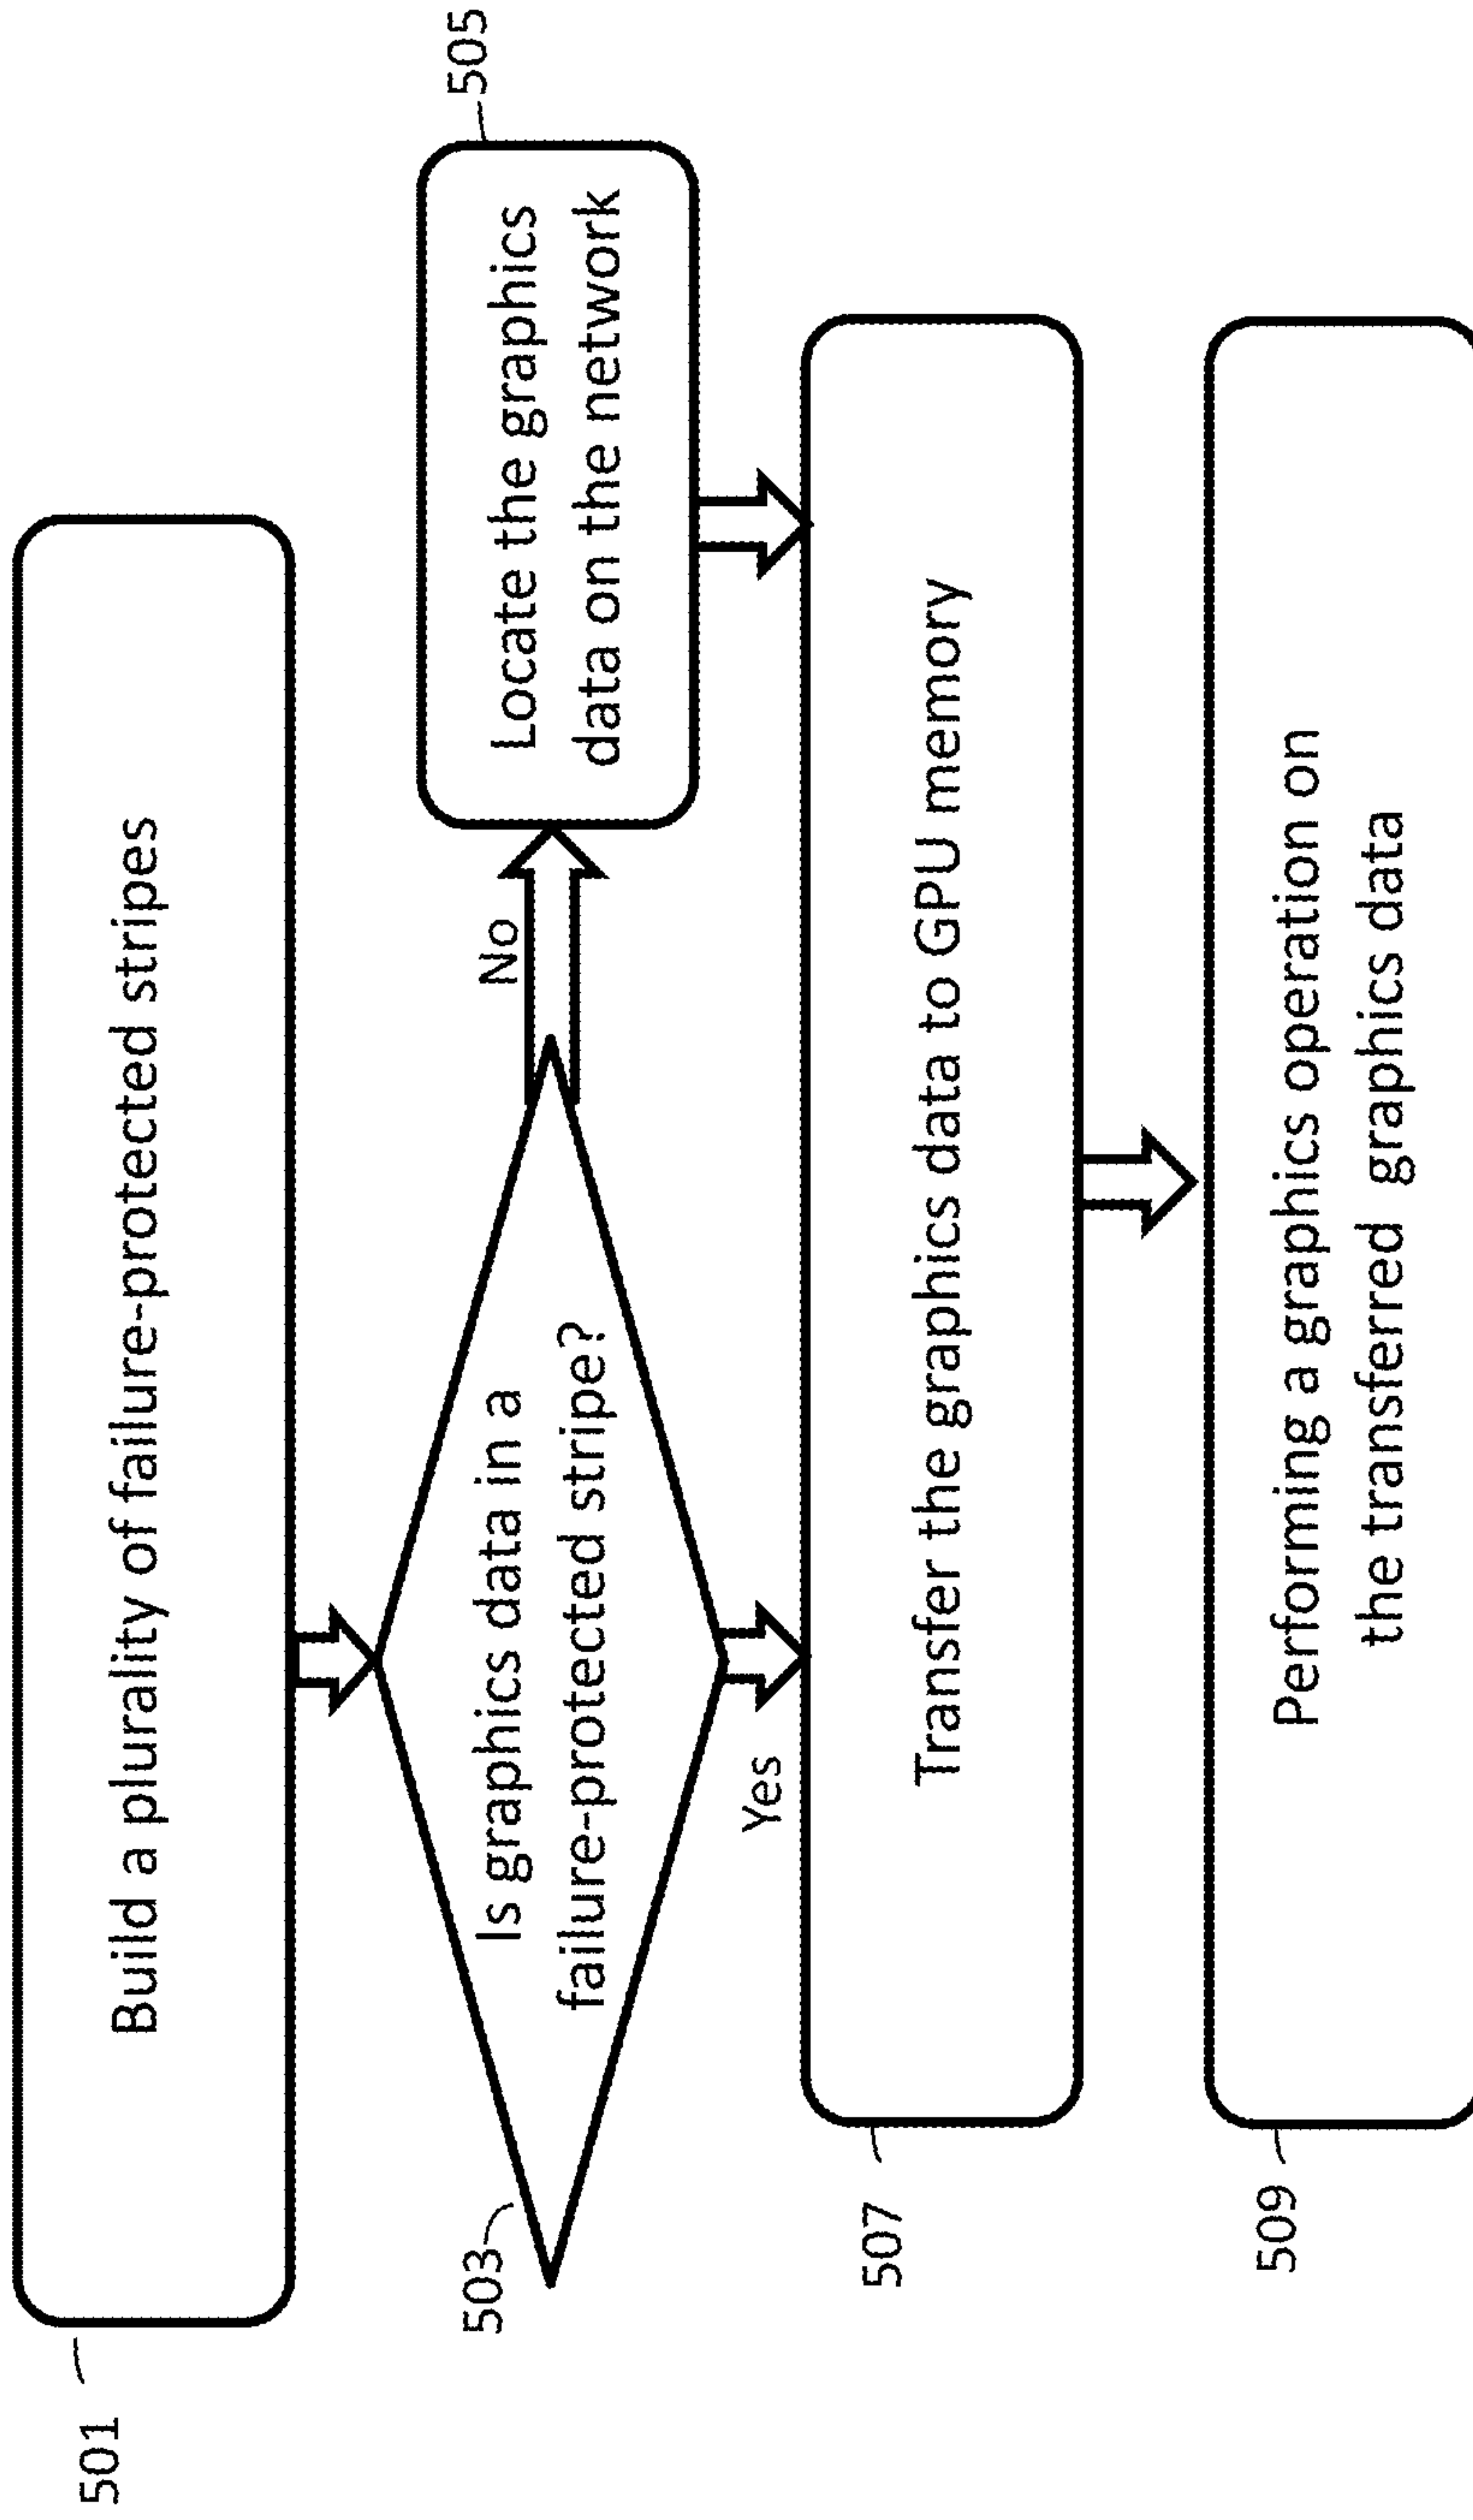 501
Build a plurality of failure-protected stripes
503
Is graphics data in a
failure-protected stripe?
No
505
Locate the graphics
data on the network
Yes
507
Transfer the graphics data to GPU memory
509
Performing a graphics operation on
the transferred graphics data